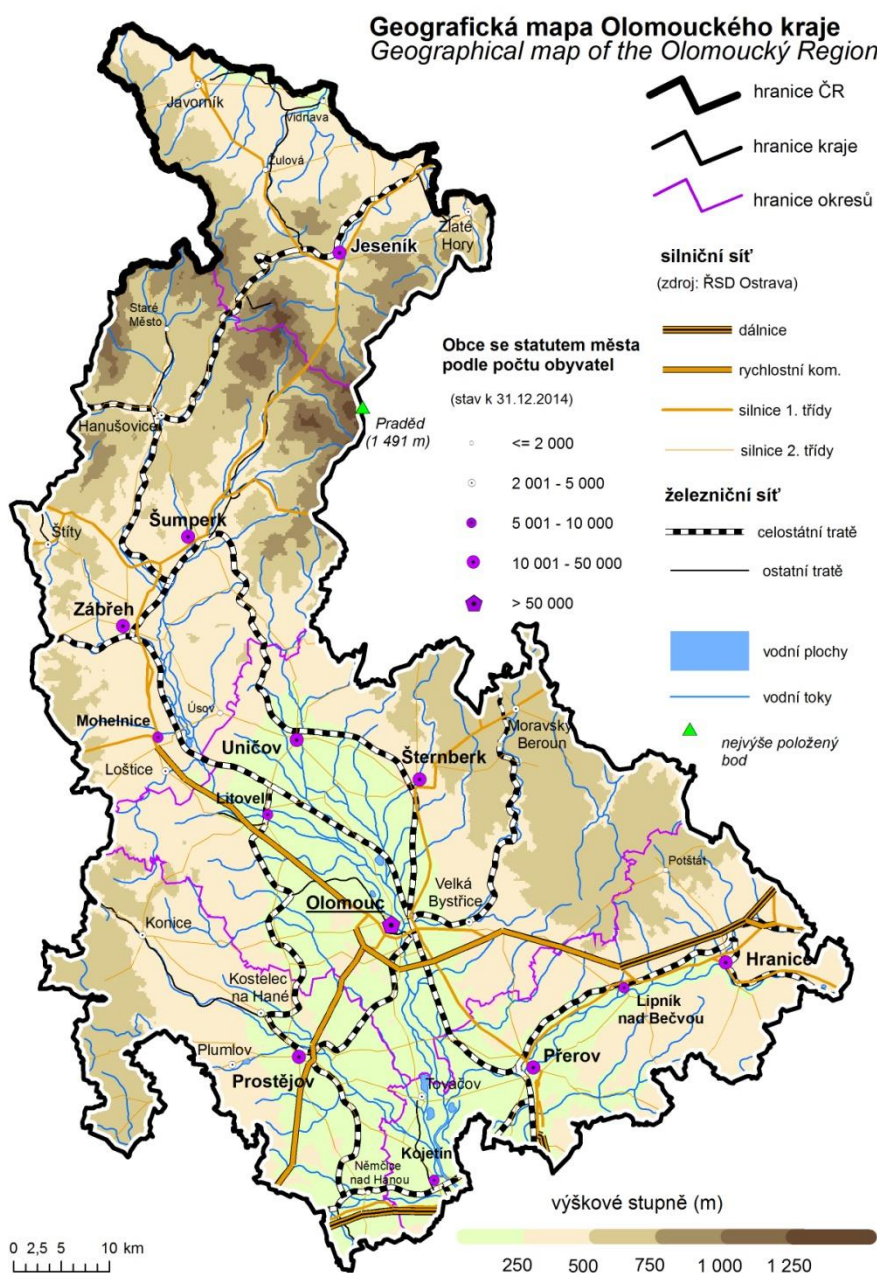 Geografická mapa Olomouckého kraje
Geographical map of the Olomoucký Region
hranice ČR
hranice kraje
hranice okresů
silniční síť
(zdroj: ŘSD Ostrava)
dálnice
rychlostní kom.
silnice 1. třídy
silnice 2. třídy
železniční síť
celostátní tratě
ostatní tratě
vodní plochy
vodní toky
nejvýše položený
bod
Obce se statutem města
podle počtu obyvatel
(stav k 31.12.2014)
<= 2 000
2 001 - 5 000
5 001 - 10 000
10 001 - 50 000
> 50 000
Javorník
Vidnava
Žulová
Zlaté
Hory
Jeseník
Staré
Město
Hanušovice
Praděd
(1 491 m)
Šumperk
Štíty
Zábřeh
Úsov
Mohelnice
Uničov
Moravský
Beroun
Šternberk
Loštice
Litovel
Potštát
Velká
Bystřice
Olomouc
Konice
Hranice
Kostelec
na Hané
Lipník
nad Bečvou
Plumlov
Prostějov
Přerov
Tovačov
Kojetín
Němčice
nad Hanou
výškové stupně (m)
250 500 750 1 000 1 250
0 2,5 5 10 km